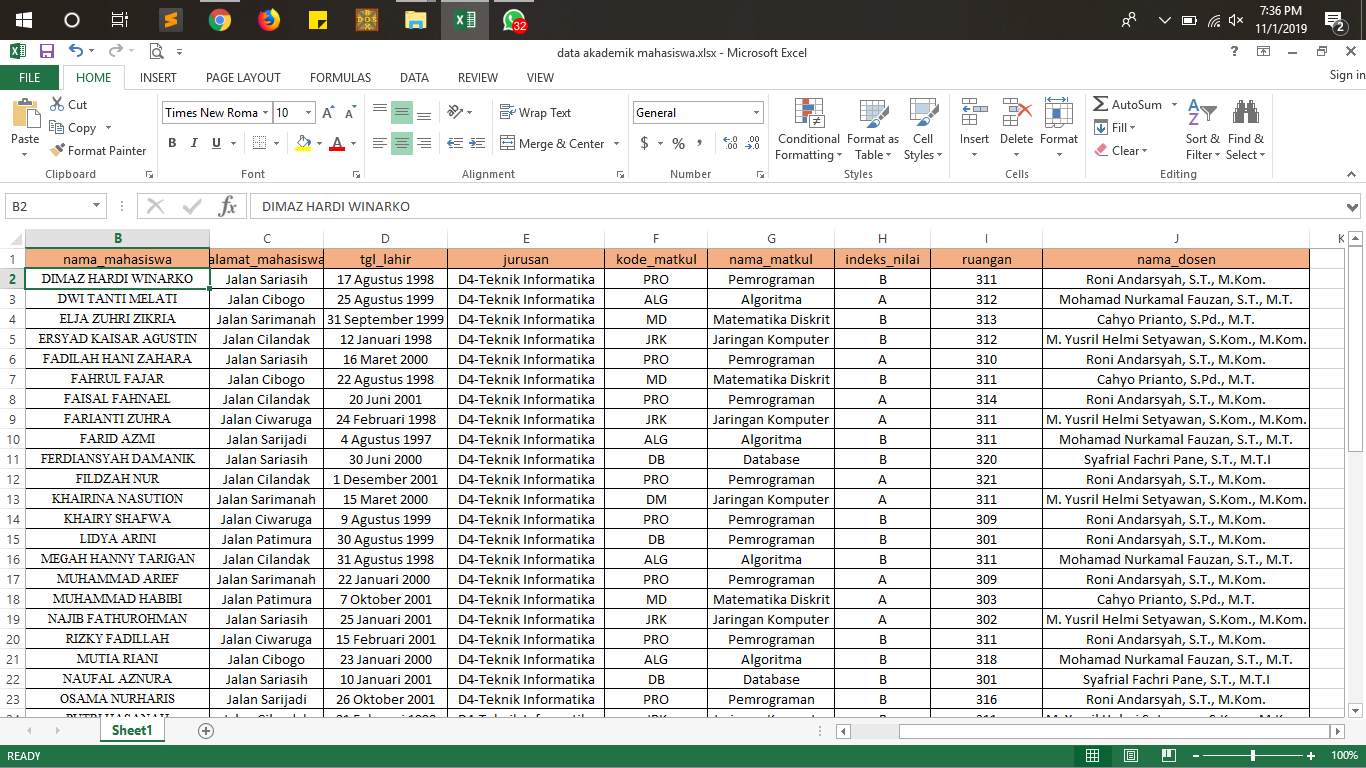 32
7:36 PM
11/1/2019
2
data akademik mahasiswa.xlsx - Microsoft Excel
?
FILE HOME INSERT PAGE LAYOUT FORMULAS DATA REVIEW VIEW Sign in
Paste
Cut
Copy
Format Painter
Clipboard
Times New Roma 10
B I U
Font
Wrap Text
Merge & Center
Alignment
General
$ % ,
Number
Conditional Formatting
Format as Table
Cell Styles
Styles
Insert Delete Format
Cells
AutoSum
Fill
Clear
Sort & Filter
Find & Select
Editing
B2 fx DIMAZ HARDI WINARKO
B C D E F G H I J K
1 nama_mahasiswa alamat_mahasiswa tgl_lahir jurusan kode_matkul nama_matkul indeks_nilai ruangan nama_dosen
2 DIMAZ HARDI WINARKO Jalan Sariasih 17 Agustus 1998 D4-Teknik Informatika PRO Pemrograman B 311 Roni Andarsyah, S.T., M.Kom.
3 DWI TANTI MELATI Jalan Cibogo 25 Agustus 1999 D4-Teknik Informatika ALG Algoritma A 312 Mohamad Nurkamal Fauzan, S.T., M.T.
4 ELJA ZUHRI ZIKRIA Jalan Sarimanah 31 September 1999 D4-Teknik Informatika MD Matematika Diskrit B 313 Cahyo Prianto, S.Pd., M.T.
5 ERSYAD KAISAR AGUSTIN Jalan Cilandak 12 Januari 1998 D4-Teknik Informatika JRK Jaringan Komputer B 312 M. Yusril Helmi Setyawan, S.Kom., M.Kom.
6 FADILAH HANI ZAHARA Jalan Sariasih 16 Maret 2000 D4-Teknik Informatika PRO Pemrograman A 310 Roni Andarsyah, S.T., M.Kom.
7 FAHRUL FAJAR Jalan Cibogo 22 Agustus 1998 D4-Teknik Informatika MD Matematika Diskrit B 311 Cahyo Prianto, S.Pd., M.T.
8 FAISAL FAHNAEL Jalan Cilandak 20 Juni 2001 D4-Teknik Informatika PRO Pemrograman A 314 Roni Andarsyah, S.T., M.Kom.
9 FARIANTI ZUHRA Jalan Ciwaruga 24 Februari 1998 D4-Teknik Informatika JRK Jaringan Komputer A 311 M. Yusril Helmi Setyawan, S.Kom., M.Kom.
10 FARID AZMI Jalan Sarijadi 4 Agustus 1997 D4-Teknik Informatika ALG Algoritma B 311 Mohamad Nurkamal Fauzan, S.T., M.T.
11 FERDIANSYAH DAMANIK Jalan Sariasih 30 Juni 2000 D4-Teknik Informatika DB Database B 320 Syafrial Fachri Pane, S.T., M.T.I
12 FILDZAH NUR Jalan Cilandak 1 Desember 2001 D4-Teknik Informatika PRO Pemrograman A 321 Roni Andarsyah, S.T., M.Kom.
13 KHAIRINA NASUTION Jalan Sarimanah 15 Maret 2000 D4-Teknik Informatika DM Jaringan Komputer A 311 M. Yusril Helmi Setyawan, S.Kom., M.Kom.
14 KHAIRY SHAFWA Jalan Ciwaruga 9 Agustus 1999 D4-Teknik Informatika PRO Pemrograman B 309 Roni Andarsyah, S.T., M.Kom.
15 LIDYA ARINI Jalan Patimura 30 Agustus 1999 D4-Teknik Informatika DB Pemrograman B 301 Roni Andarsyah, S.T., M.Kom.
16 MEGAH HANNY TARIGAN Jalan Cilandak 31 Agustus 1998 D4-Teknik Informatika ALG Algoritma B 311 Mohamad Nurkamal Fauzan, S.T., M.T.
17 MUHAMMAD ARIEF Jalan Sarimanah 22 Januari 2000 D4-Teknik Informatika PRO Pemrograman A 309 Roni Andarsyah, S.T., M.Kom.
18 MUHAMMAD HABIBI Jalan Patimura 7 Oktober 2001 D4-Teknik Informatika MD Matematika Diskrit A 303 Cahyo Prianto, S.Pd., M.T.
19 NAJIB FATHUROHMAN Jalan Sariasih 25 Januari 2001 D4-Teknik Informatika JRK Jaringan Komputer A 302 M. Yusril Helmi Setyawan, S.Kom., M.Kom.
20 RIZKY FADILLAH Jalan Ciwaruga 15 Februari 2001 D4-Teknik Informatika PRO Pemrograman B 311 Roni Andarsyah, S.T., M.Kom.
21 MUTIA RIANI Jalan Cibogo 23 Januari 2000 D4-Teknik Informatika ALG Algoritma B 318 Mohamad Nurkamal Fauzan, S.T., M.T.
22 NAUFAL AZNURA Jalan Sariasih 10 Januari 2001 D4-Teknik Informatika DB Database B 301 Syafrial Fachri Pane, S.T., M.T.I
23 OSAMA NURHARIS Jalan Sarijadi 26 Oktober 2001 D4-Teknik Informatika PRO Pemrograman B 316 Roni Andarsyah, S.T., M.Kom.
Sheet1
READY 100%